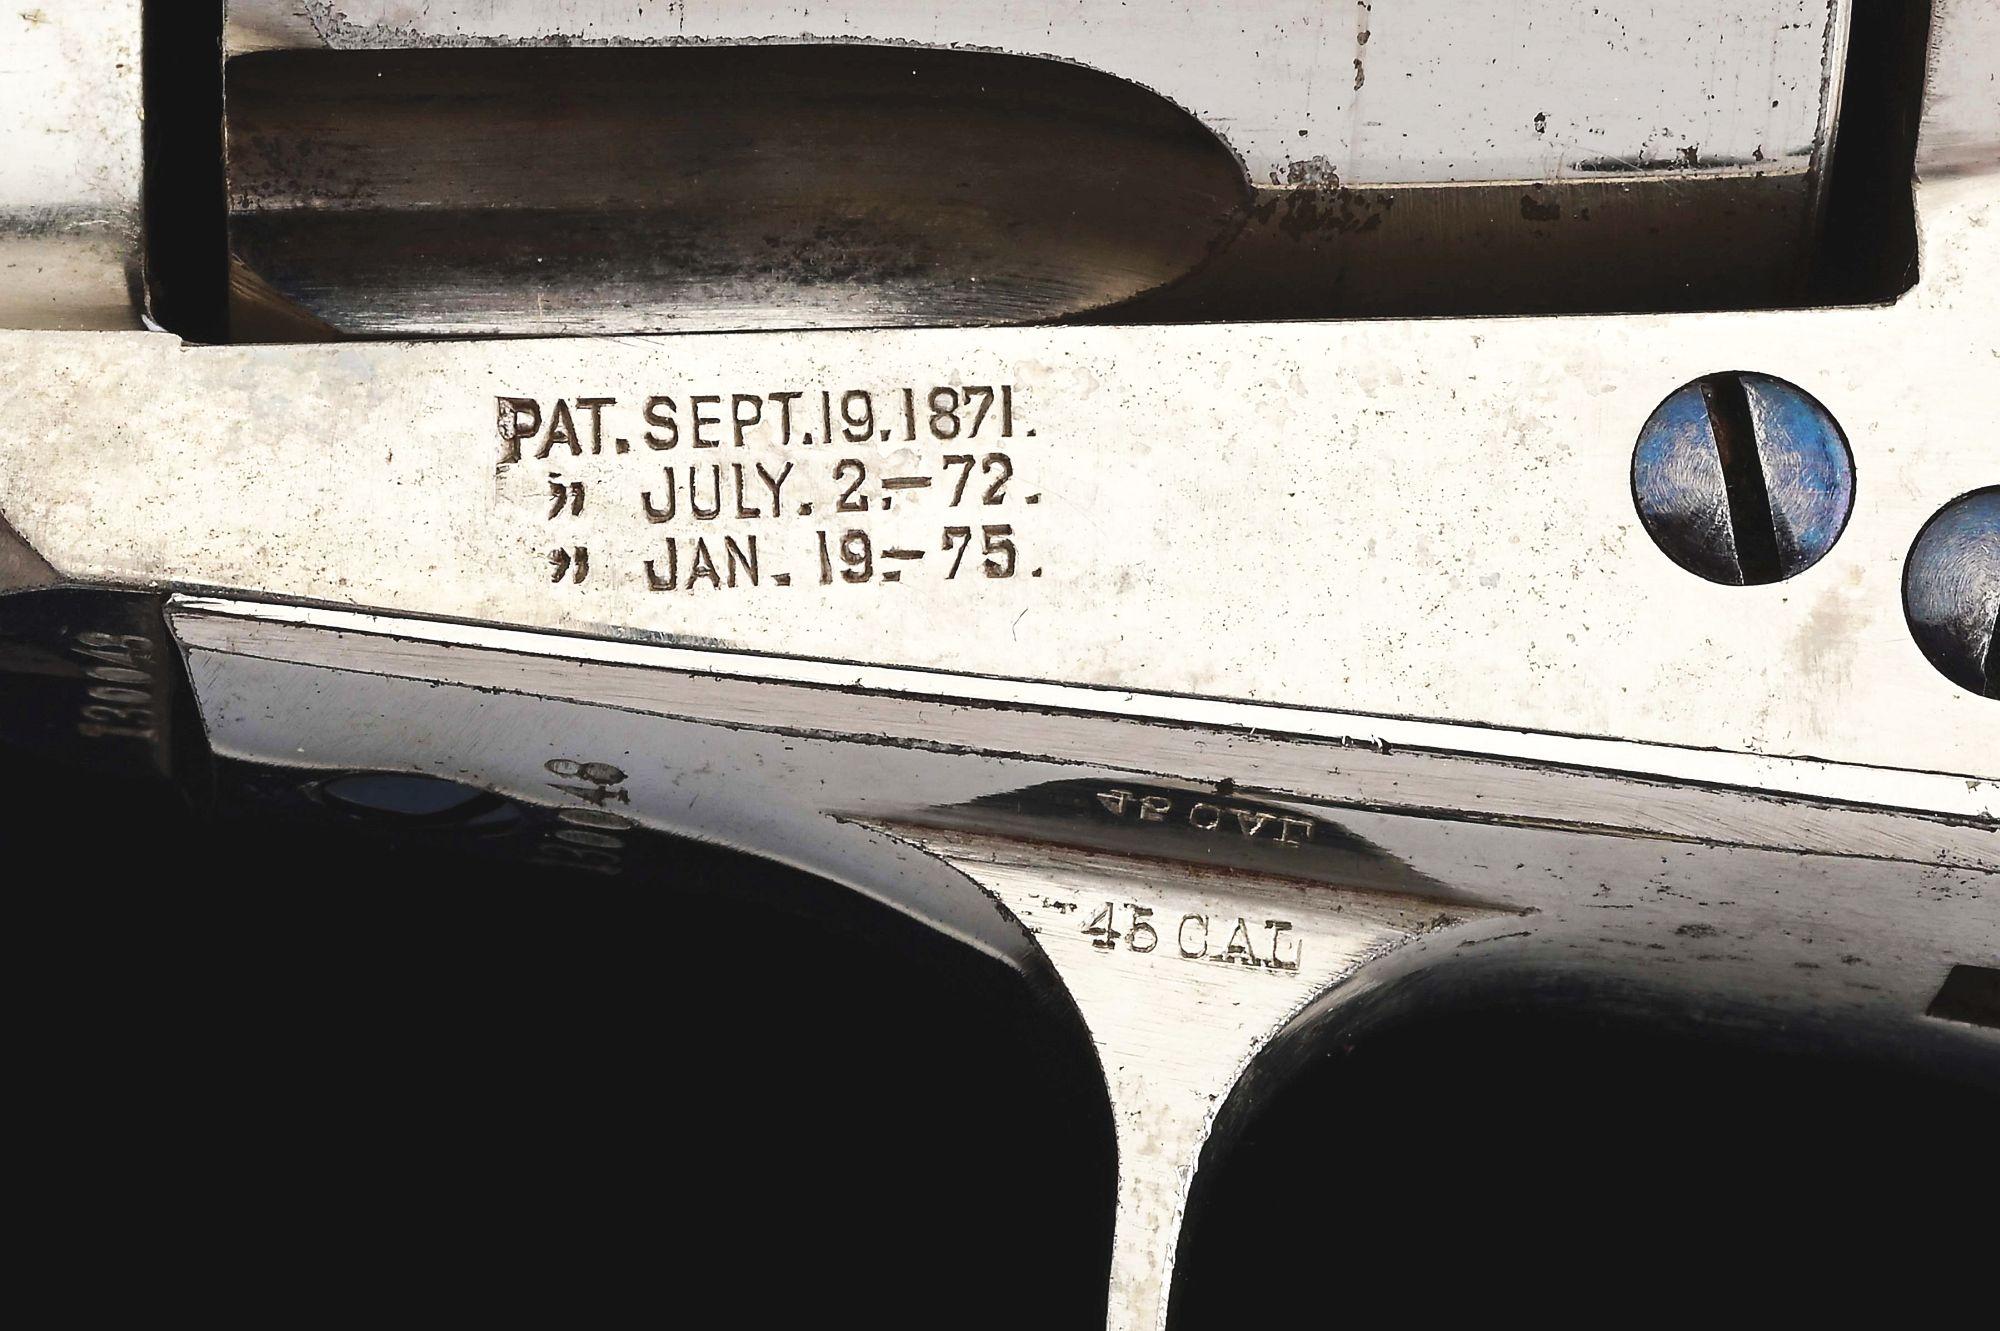 PAT. SEPT. 19. 1871.
„ JULY. 2.– 72.
„ JAN. 19.– 75.
45 CAL